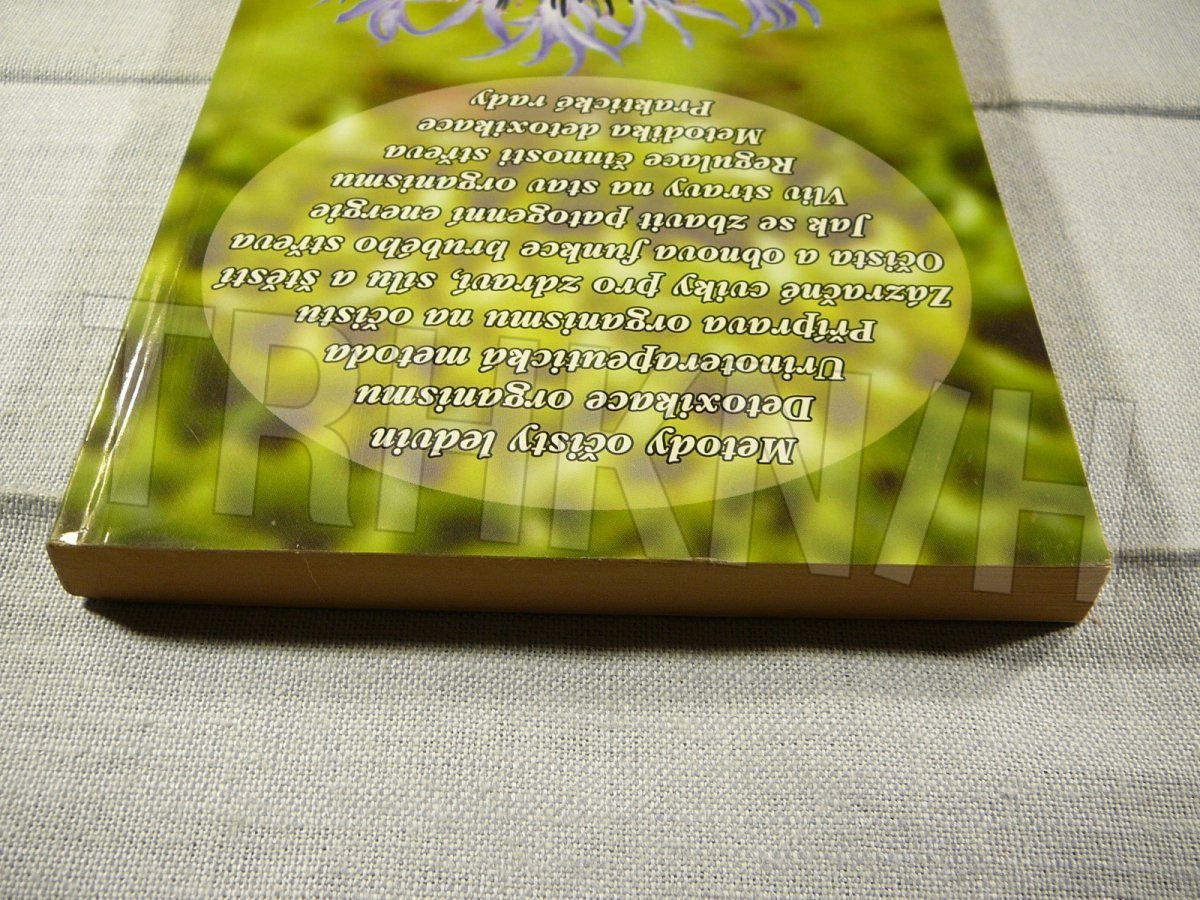 Metody očisty ledvin
Detoxikace organismu
Urinoterapeutická metoda
Příprava organismu na očistu
Zázračné cviky pro zdraví, sílu a štěstí
Očista a obnova funkce hrubého střeva
Jak se zbavit patogenní energie
Vliv stravy na stav organismu
Regulace činnosti střeva
Metodika detoxikace
Praktické rady
TRHKNIH